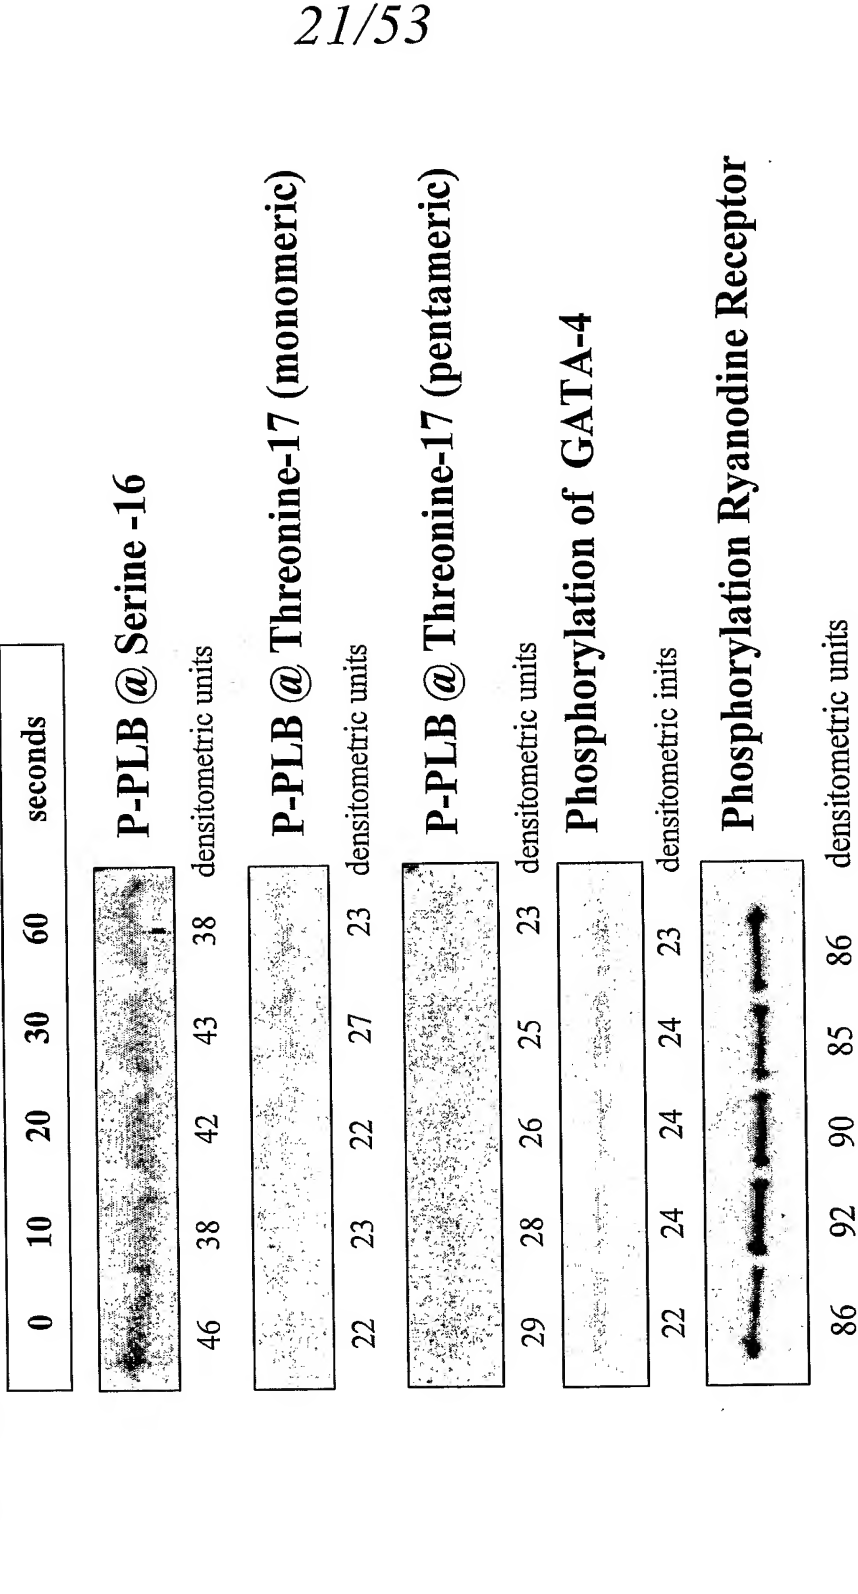 21/53
0 10 20 30 60 seconds
P-PLB @ Serine -16
46 38 42 43 38 densitometric units
P-PLB @ Threonine-17 (monomeric)
22 23 22 27 23 densitometric units
P-PLB @ Threonine-17 (pentameric)
29 28 26 25 23 densitometric units
Phosphorylation of GATA-4
22 24 24 24 23 densitometric inits
Phosphorylation Ryanodine Receptor
86 92 90 85 86 densitometric units